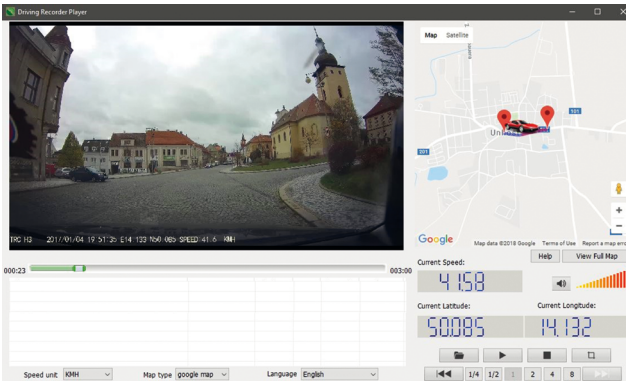 Driving Recorder Player
TRC H3 2017/01/04 19:51:35 E14.133 N50.085 SPEED 41.6 KMH
000:23
003:00
Speed unit KMH Map type google map Language English
Map Satellite
101
201
Google Map data ©2018 Google Terms of Use Report a map erro
Help View Full Map
Current Speed:
41.58
Current Latitude: Current Longitude:
50.085 14.132
1/4 1/2 1 2 4 8